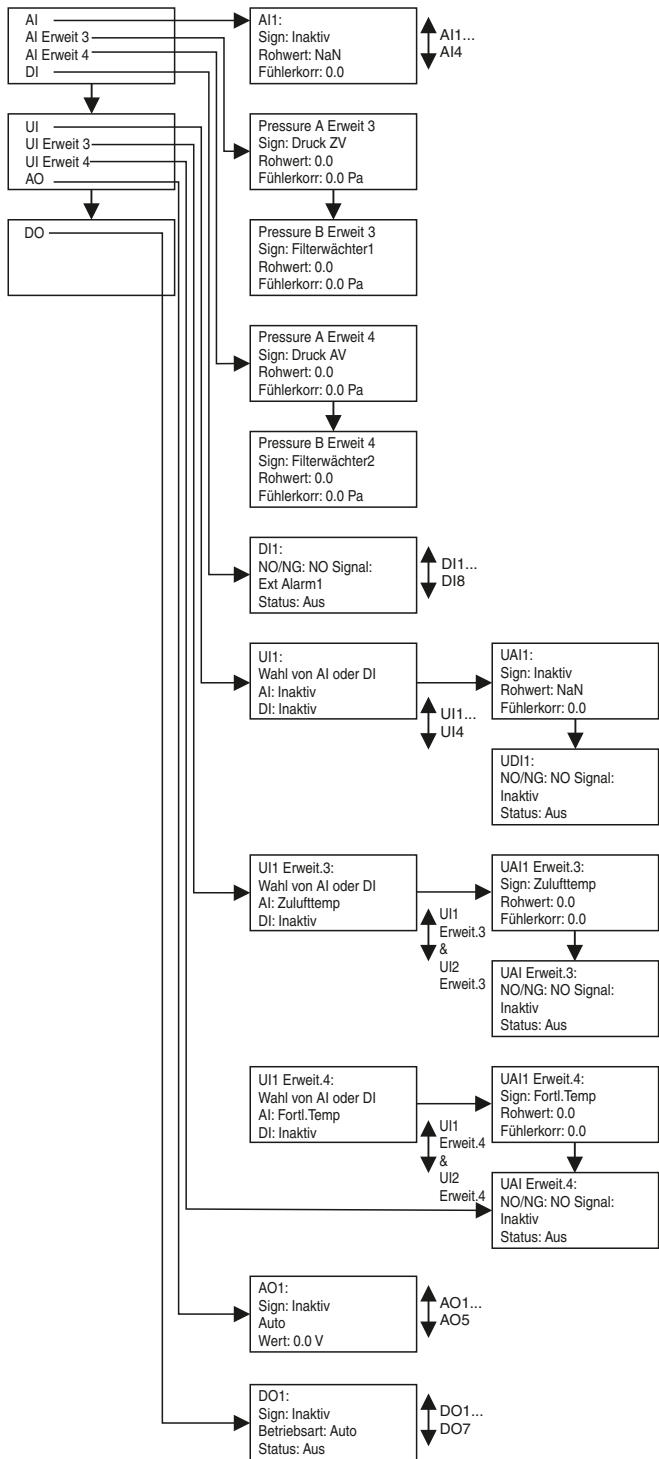 AI
AI Erweit 3
AI Erweit 4
DI
UI
UI Erweit 3
UI Erweit 4
AO
DO
AI1:
Sign: Inaktiv
Rohwert: NaN
Fühlerkorr: 0.0
AI1...
AI4
Pressure A Erweit 3
Sign: Druck ZV
Rohwert: 0.0
Fühlerkorr: 0.0 Pa
Pressure B Erweit 3
Sign: Filterwächter1
Rohwert: 0.0
Fühlerkorr: 0.0 Pa
Pressure A Erweit 4
Sign: Druck AV
Rohwert: 0.0
Fühlerkorr: 0.0 Pa
Pressure B Erweit 4
Sign: Filterwächter2
Rohwert: 0.0
Fühlerkorr: 0.0 Pa
DI1:
NO/NG: NO Signal:
Ext Alarm1
Status: Aus
DI1...
DI8
UI1:
Wahl von AI oder DI
AI: Inaktiv
DI: Inaktiv
UI1...
UI4
UAI1:
Sign: Inaktiv
Rohwert: NaN
Fühlerkorr: 0.0
UDI1:
NO/NG: NO Signal:
Inaktiv
Status: Aus
UI1 Erweit.3:
Wahl von AI oder DI
AI: Zulufttemp
DI: Inaktiv
UI1
Erweit.3
&
UI2
Erweit.3
UAI1 Erweit.3:
Sign: Zulufttemp
Rohwert: 0.0
Fühlerkorr: 0.0
UAI Erweit.3:
NO/NG: NO Signal:
Inaktiv
Status: Aus
UI1 Erweit.4:
Wahl von AI oder DI
AI: Fortl.Temp
DI: Inaktiv
UI1
Erweit.4
&
UI2
Erweit.4
UAI1 Erweit.4:
Sign: Fortl.Temp
Rohwert: 0.0
Fühlerkorr: 0.0
UAI Erweit.4:
NO/NG: NO Signal:
Inaktiv
Status: Aus
AO1:
Sign: Inaktiv
Auto
Wert: 0.0 V
AO1...
AO5
DO1:
Sign: Inaktiv
Betriebsart: Auto
Status: Aus
DO1...
DO7